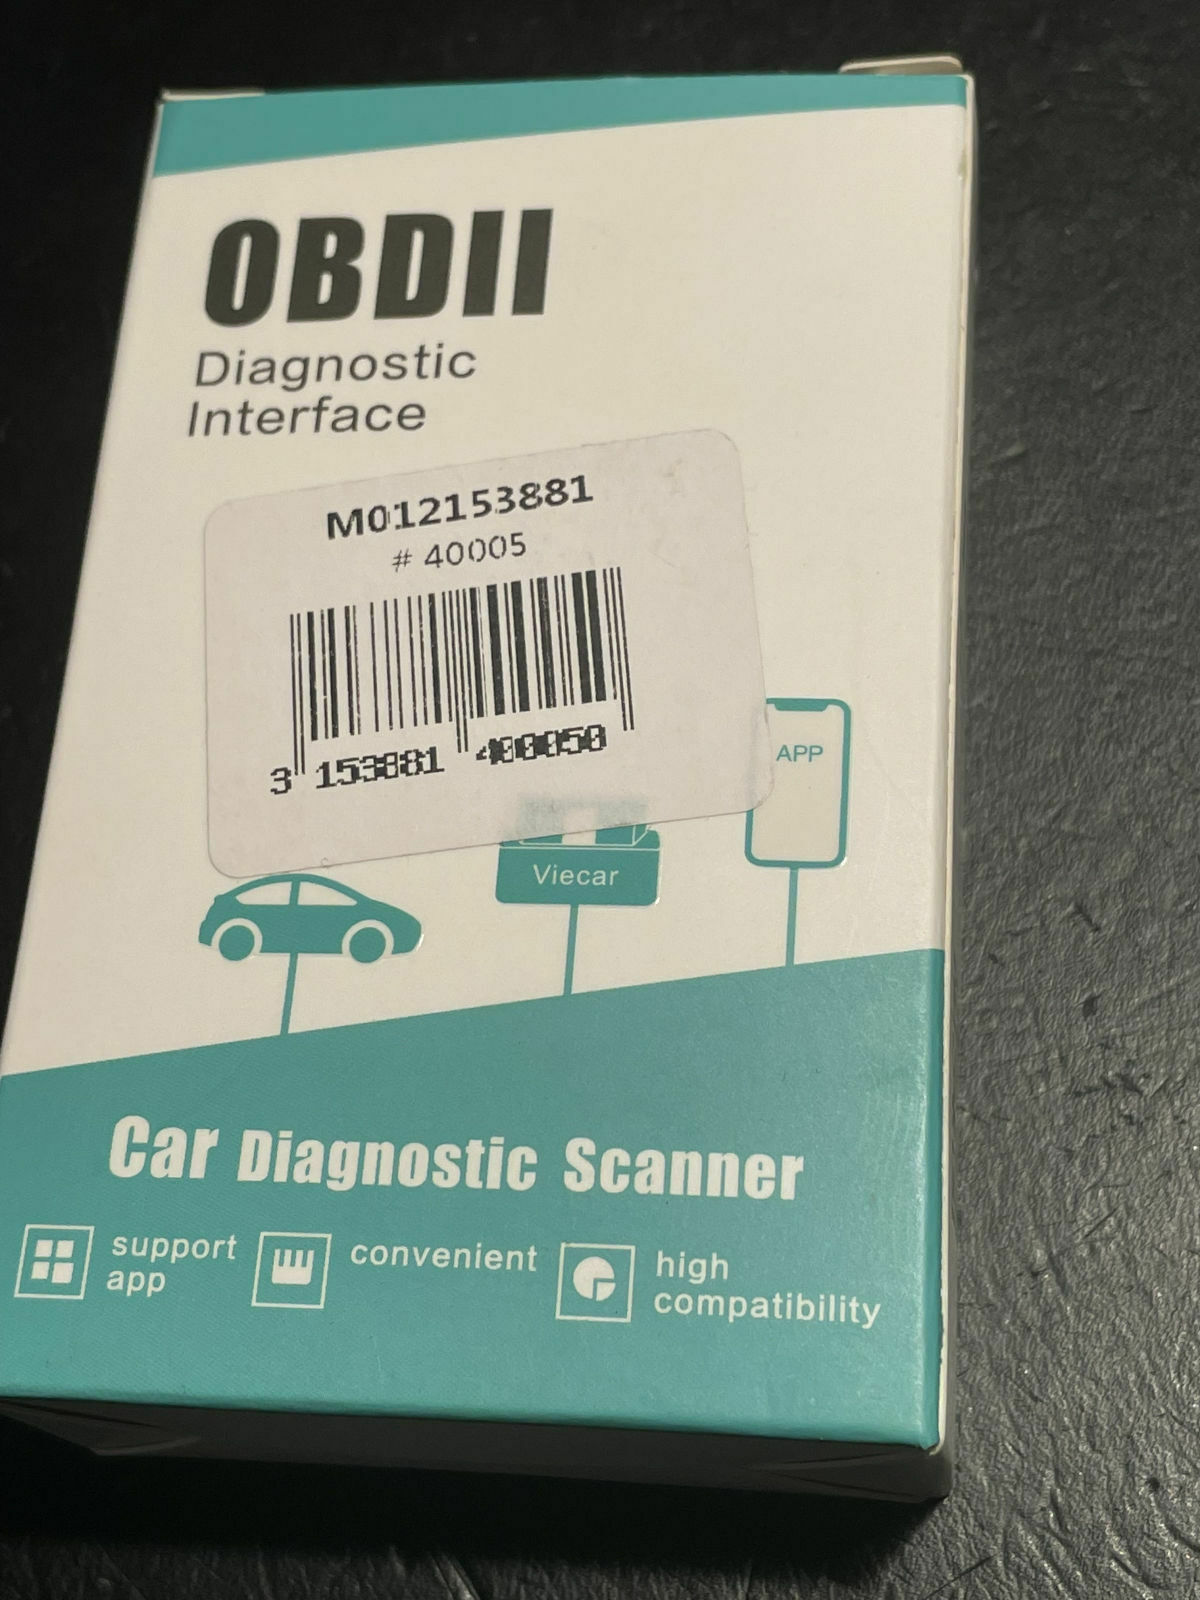 OBDII
Diagnostic
Interface
M012153881
# 40005
3 153881 400050
APP
Viecar
Car Diagnostic Scanner
support
app
convenient
high
compatibility